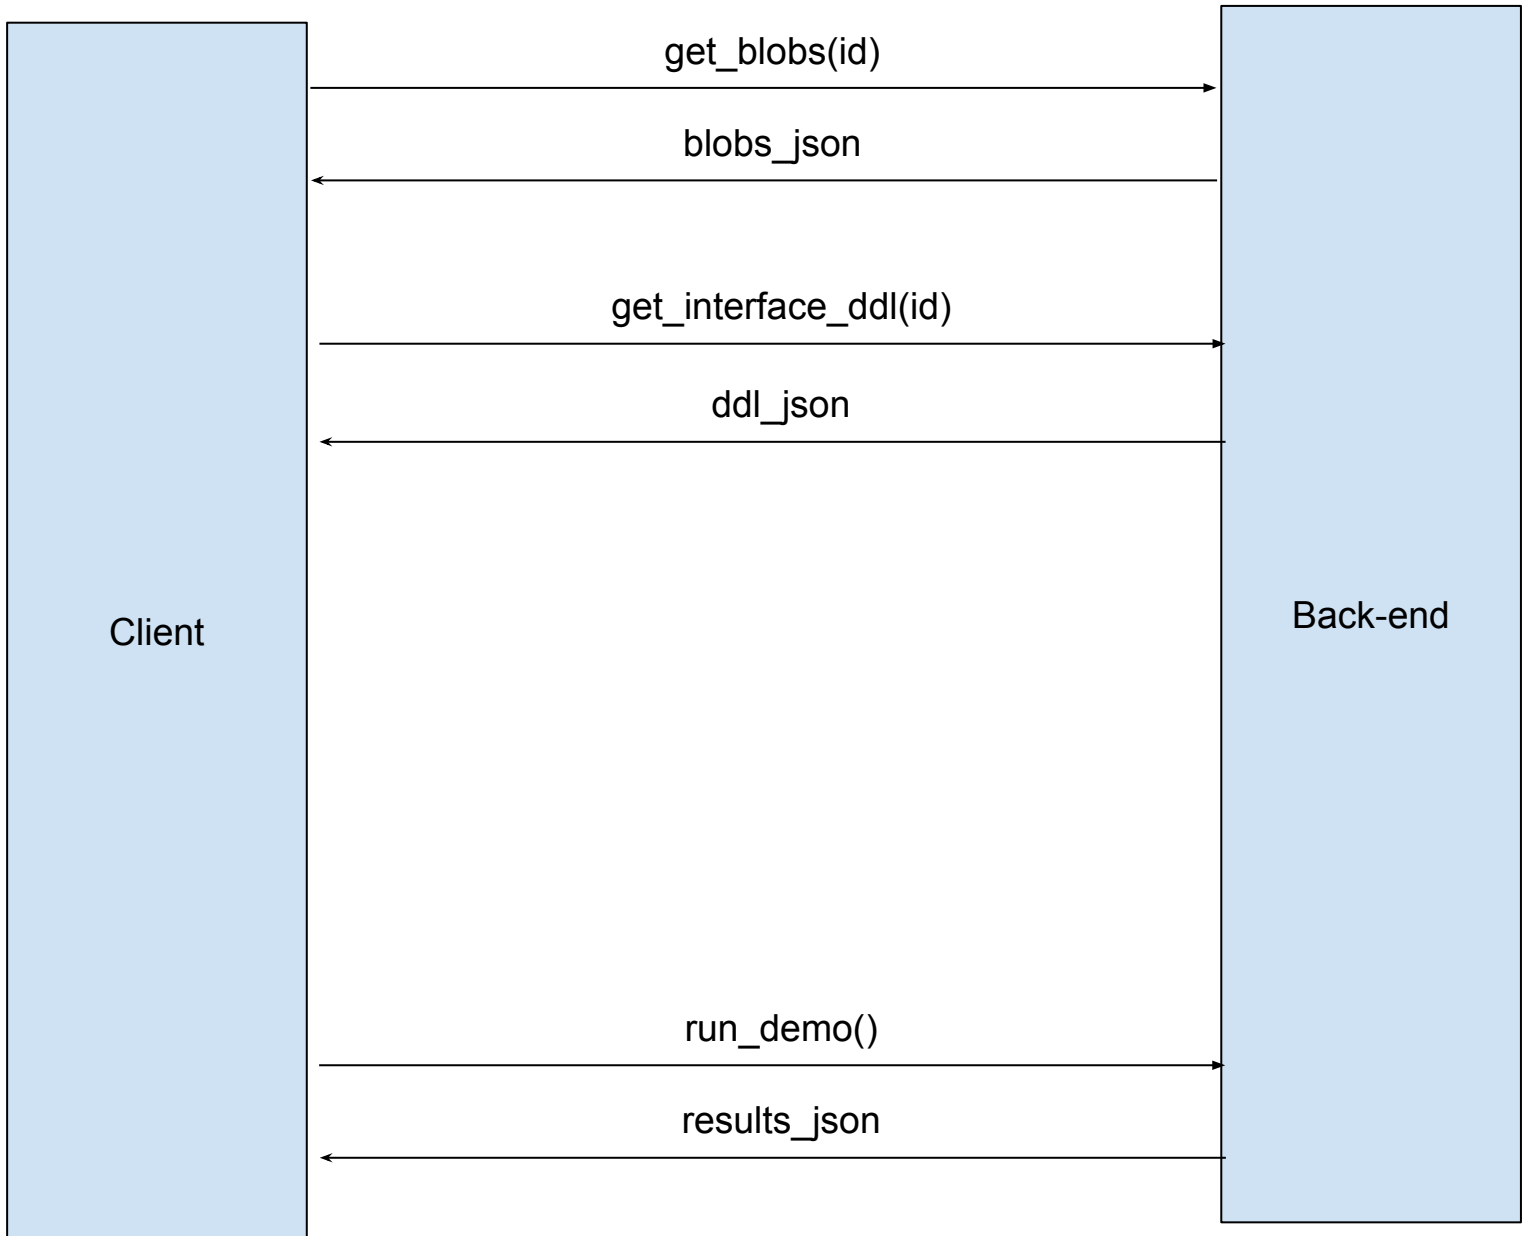 get_blobs(id)
blobs_json
get_interface_ddl(id)
ddl_json
Client
Back-end
run_demo()
results_json